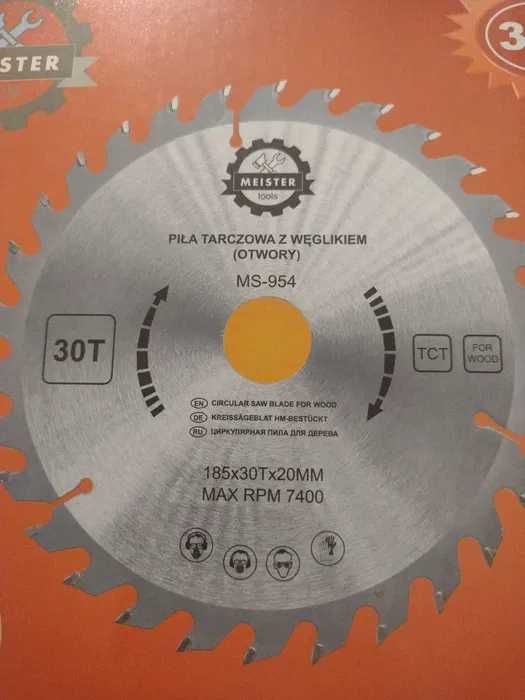 STER
3
MEISTER
tools
PIŁA TARCZOWA Z WĘGLIKIEM
(OTWORY)
MS-954
30T
TCT
FOR
WOOD
EN CIRCULAR SAW BLADE FOR WOOD
DE KREISSÄGEBLAT HM-BESTÜCKT
RU ЦИРКУЛЯРНАЯ ПИЛА ДЛЯ ДЕРЕВА
185x30Tx20MM
MAX RPM 7400